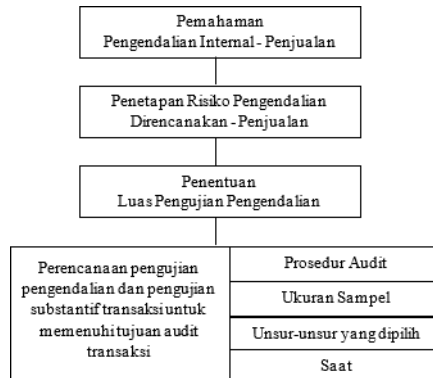 Pemahaman
Pengendalian Internal - Penjualan
Penetapan Risiko Pengendalian
Direncanakan - Penjualan
Penentuan
Luas Pengujian Pengendalian
Perencanaan pengujian
pengendalian dan pengujian
substantif transaksi untuk
memenuhi tujuan audit
transaksi
Prosedur Audit
Ukuran Sampel
Unsur-unsur yang dipilih
Saat